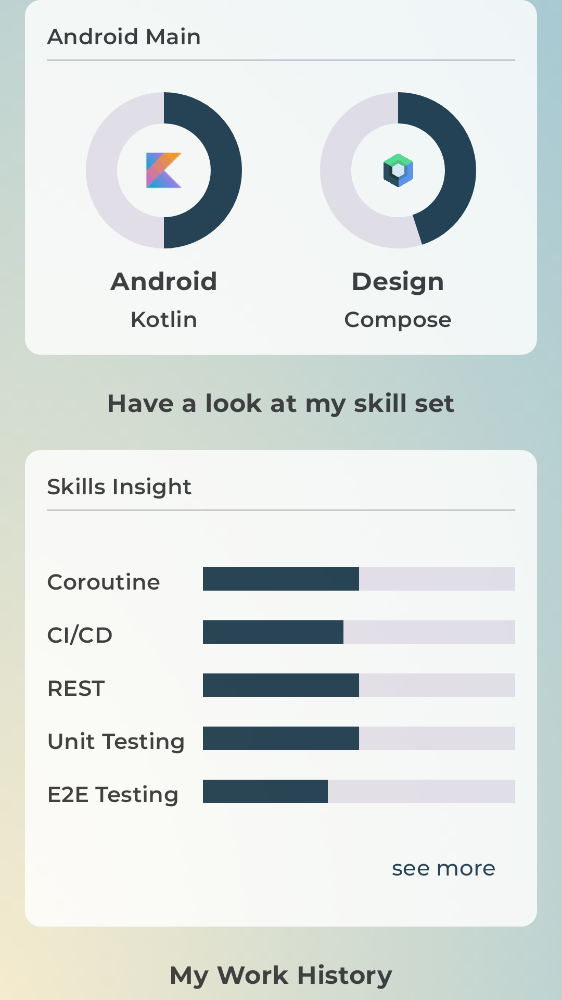 Android Main
Android
Design
Kotlin
Compose
Have a look at my skill set
Skills Insight
Coroutine
CI/CD
REST
Unit Testing
E2E Testing
see more
My Work History